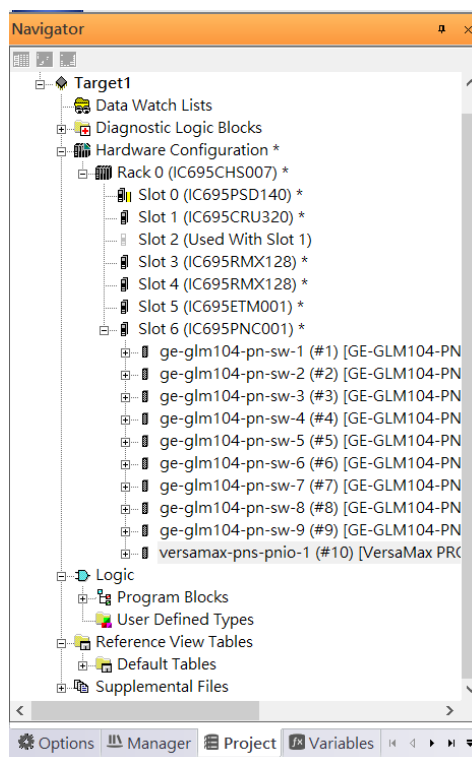 Navigator
Target1
Data Watch Lists
Diagnostic Logic Blocks
Hardware Configuration *
Rack 0 (IC695CHS007) *
Slot 0 (IC695PSD140) *
Slot 1 (IC695CRU320) *
Slot 2 (Used With Slot 1)
Slot 3 (IC695RMX128) *
Slot 4 (IC695RMX128) *
Slot 5 (IC695ETM001) *
Slot 6 (IC695PNC001) *
ge-glm104-pn-sw-1 (#1) [GE-GLM104-PN
ge-glm104-pn-sw-2 (#2) [GE-GLM104-PN
ge-glm104-pn-sw-3 (#3) [GE-GLM104-PN
ge-glm104-pn-sw-4 (#4) [GE-GLM104-PN
ge-glm104-pn-sw-5 (#5) [GE-GLM104-PN
ge-glm104-pn-sw-6 (#6) [GE-GLM104-PN
ge-glm104-pn-sw-7 (#7) [GE-GLM104-PN
ge-glm104-pn-sw-8 (#8) [GE-GLM104-PN
ge-glm104-pn-sw-9 (#9) [GE-GLM104-PN
versamax-pns-pnio-1 (#10) [VersaMax PRO
Logic
Program Blocks
User Defined Types
Reference View Tables
Default Tables
Supplemental Files
Options Manager Project Variables